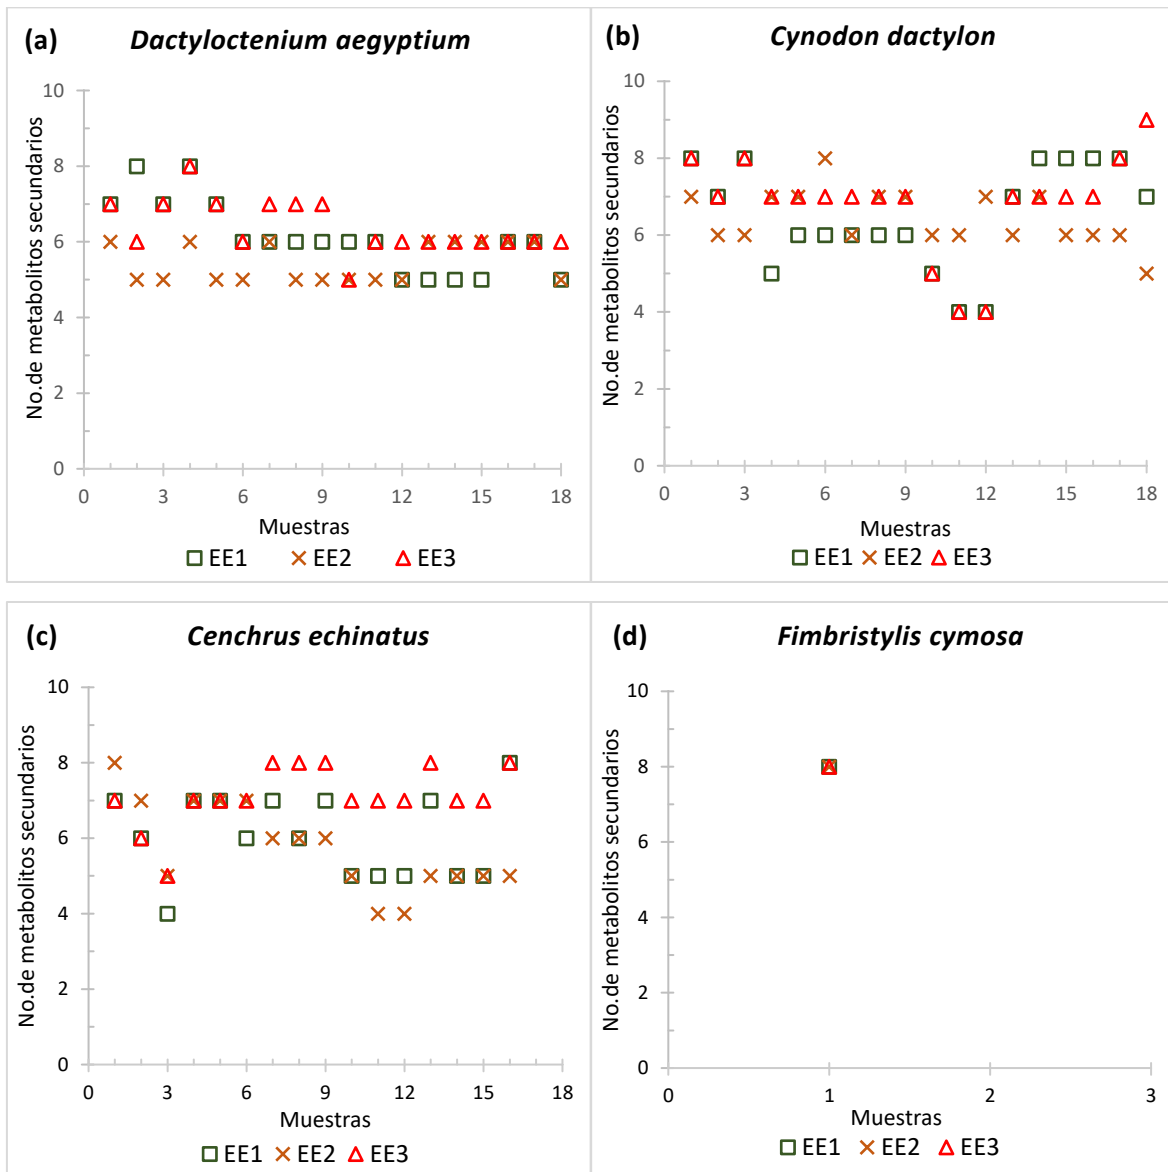 (a) Dactyloctenium aegyptium
No.de metabolitos secundarios
10
8
6
4
2
0
0 3 6 9 12 15 18
Muestras
EE1 EE2 EE3
(b) Cynodon dactylon
No.de metabolitos secundarios
10
8
6
4
2
0
0 3 6 9 12 15 18
Muestras
EE1 EE2 EE3
(c) Cenchrus echinatus
No.de metabolitos secundarios
10
8
6
4
2
0
0 3 6 9 12 15 18
Muestras
EE1 EE2 EE3
(d) Fimbristylis cymosa
No.de metabolitos secundarios
10
8
6
4
2
0
0 1 2 3
Muestras
EE1 EE2 EE3